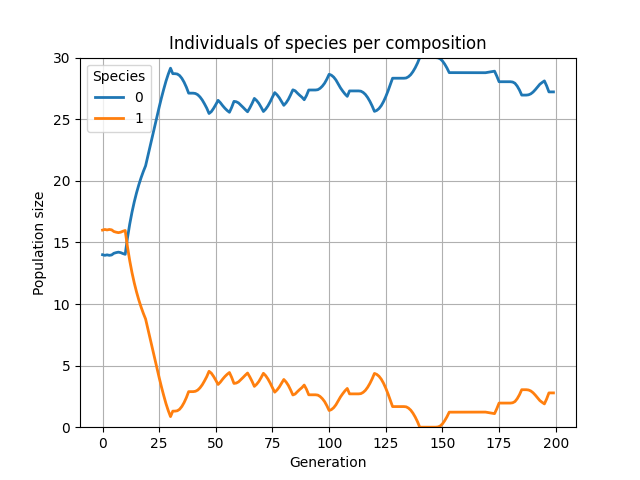 Individuals of species per composition
Species
0
1
Population size
30
25
20
15
10
5
0
0 25 50 75 100 125 150 175 200
Generation